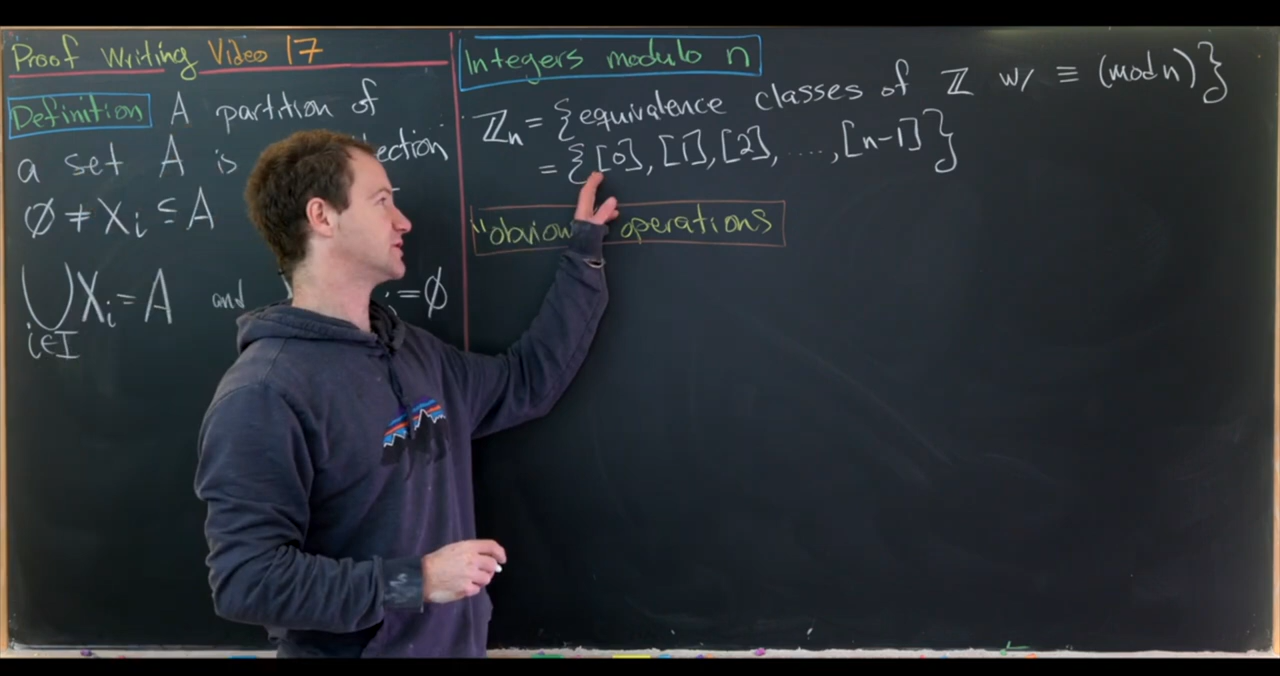 Proof Writing Video 17
Definition A partition of
a set A is
∅ ≠ Xᵢ ⊆ A
⋃ Xᵢ = A and = ∅
i∈I
Integers modulo n
ℤₙ = {equivalence classes of ℤ w/ ≡ (mod n)}
= {[0], [1], [2], ...., [n-1]}
"obvious operations